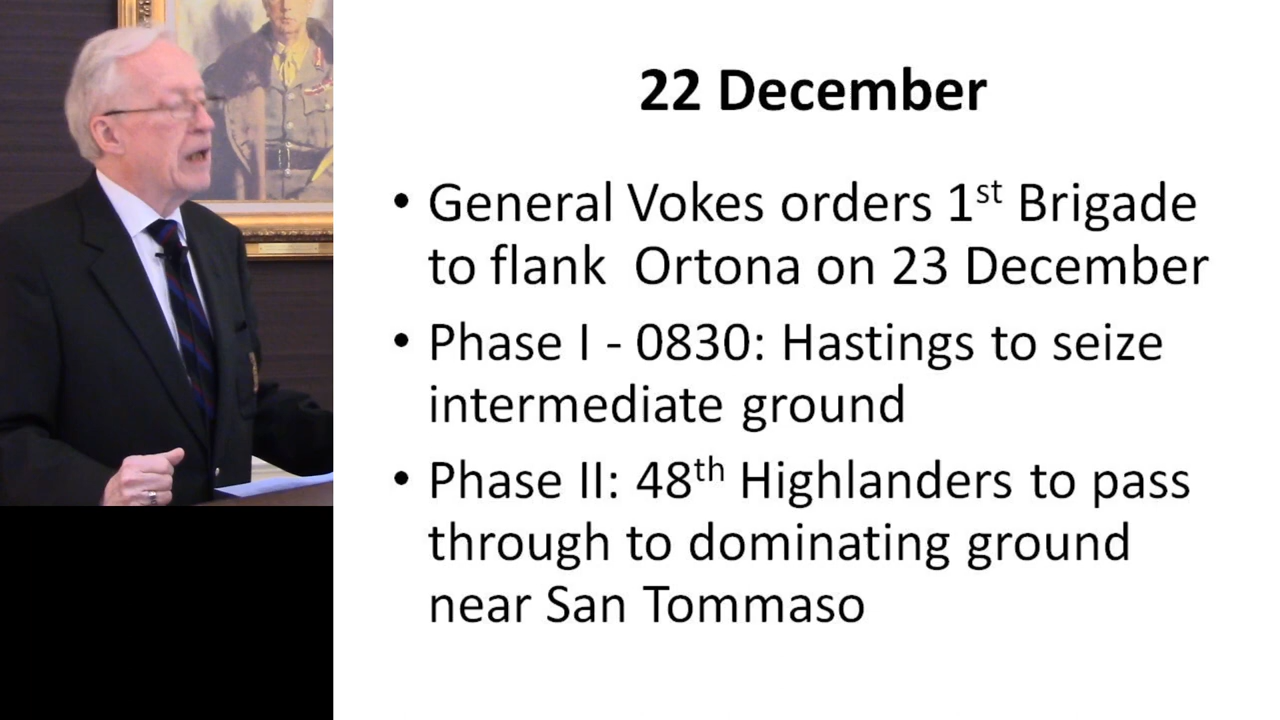 22 December
• General Vokes orders 1st Brigade
to flank  Ortona on 23 December
• Phase I - 0830: Hastings to seize
intermediate ground
• Phase II: 48th Highlanders to pass
through to dominating ground
near San Tommaso